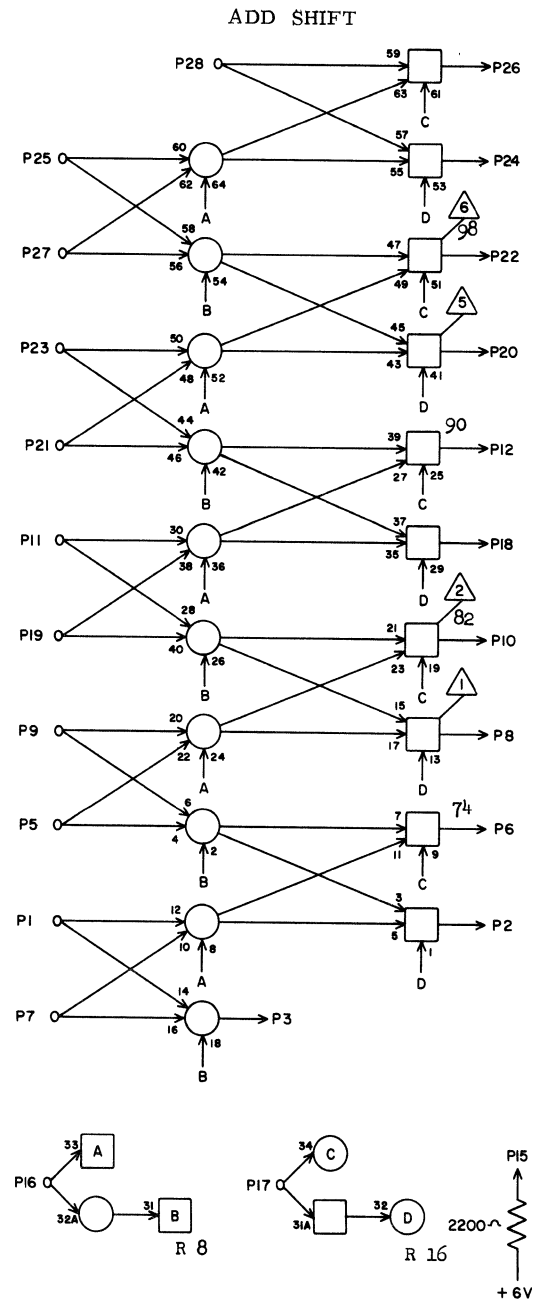 ADD SHIFT
P28 59 P26
63 61
C
60 57
P25 55 P24
62 64 53
A D
6
58 98
47
P27 56 P22
54 49 51
B C
5
50 45
P23 43 P20
48 52 41
A D
44 90
39
P21 46 P12
42 27 25
B C
30 37
P11 35 P18
38 36 29
A D
2
28 82
21
P19 40 P10
26 23 19
B C
1
20 15
P9 17 P8
22 24 13
A D
6 74
7
P5 4 P6
2 11 9
B C
12 3
P1 5 P2
10 8 1
A D
14
P7 16 P3
18
B
33 A
P16
32A 31 B
R 8
34 C
P17
31A 32 D
R 16
P15
2200~
+ 6V